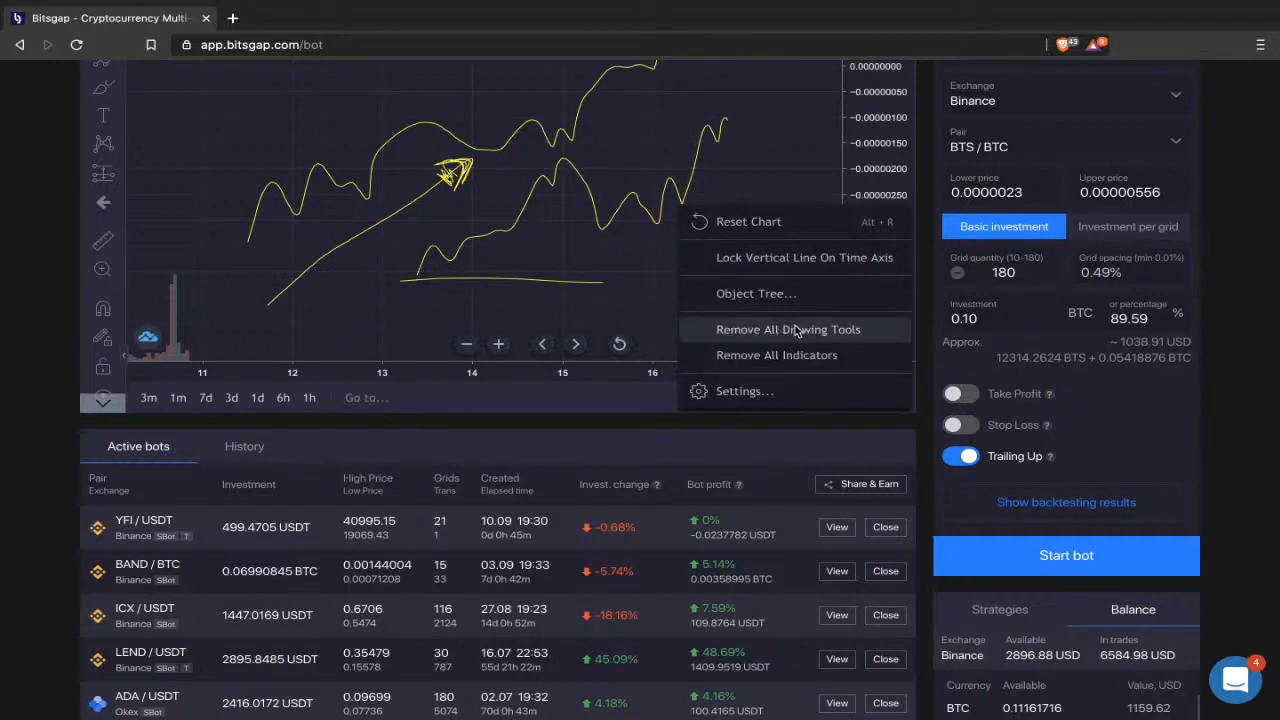 Bitsgap - Cryptocurrency Multi-
app.bitsgap.com/bot
43
3
0.00000000
-0.00000050
-0.00000100
-0.00000150
-0.00000200
-0.00000250
11 12 13 14 15 16
3m 1m 7d 3d 1d 6h 1h Go to...
Reset Chart Alt + R
Lock Vertical Line On Time Axis
Object Tree...
Remove All Drawing Tools
Remove All Indicators
Settings...
Exchange
Binance
Pair
BTS / BTC
Lower price Upper price
0.0000023 0.00000556
Basic investment Investment per grid
Grid quantity (10-180) Grid spacing (min 0.01%)
180 0.49%
Investment or percentage
0.10 BTC 89.59 %
Approx. ~ 1038.91 USD
12314.2624 BTS + 0.05418876 BTC
Take Profit ?
Stop Loss ?
Trailing Up ?
Show backtesting results
Start bot
Active bots History
Pair Investment High Price Grids Created Invest. change ? Bot profit ? Share & Earn
Exchange Low Price Trans Elapsed time
YFI / USDT 499.4705 USDT 40995.15 21 10.09 19:30 -0.68% 0% View Close
Binance SBot T 19069.43 1 0d 0h 45m -0.0237782 USDT
BAND / BTC 0.06990845 BTC 0.00144004 15 03.09 19:33 -5.74% 5.14% View Close
Binance SBot 0.00071208 33 7d 0h 42m 0.00358995 BTC
ICX / USDT 1447.0169 USDT 0.6706 116 27.08 19:23 -18.16% 7.59% View Close
Binance SBot 0.5474 2124 14d 0h 52m 109.8764 USDT
LEND / USDT 2895.8485 USDT 0.35479 30 16.07 22:53 45.09% 48.69% View Close
Binance SBot T 0.15578 787 55d 21h 22m 1409.9519 USDT
ADA / USDT 2416.0172 USDT 0.09699 180 02.07 19:32 4.18% 4.16% View Close
Okex SBot 0.07736 5074 70d 0h 43m 100.4165 USDT
Strategies Balance
Exchange Available In trades
Binance 2896.88 USD 6584.98 USD
Currency Available Value, USD
BTC 0.11161716 1159.62
4